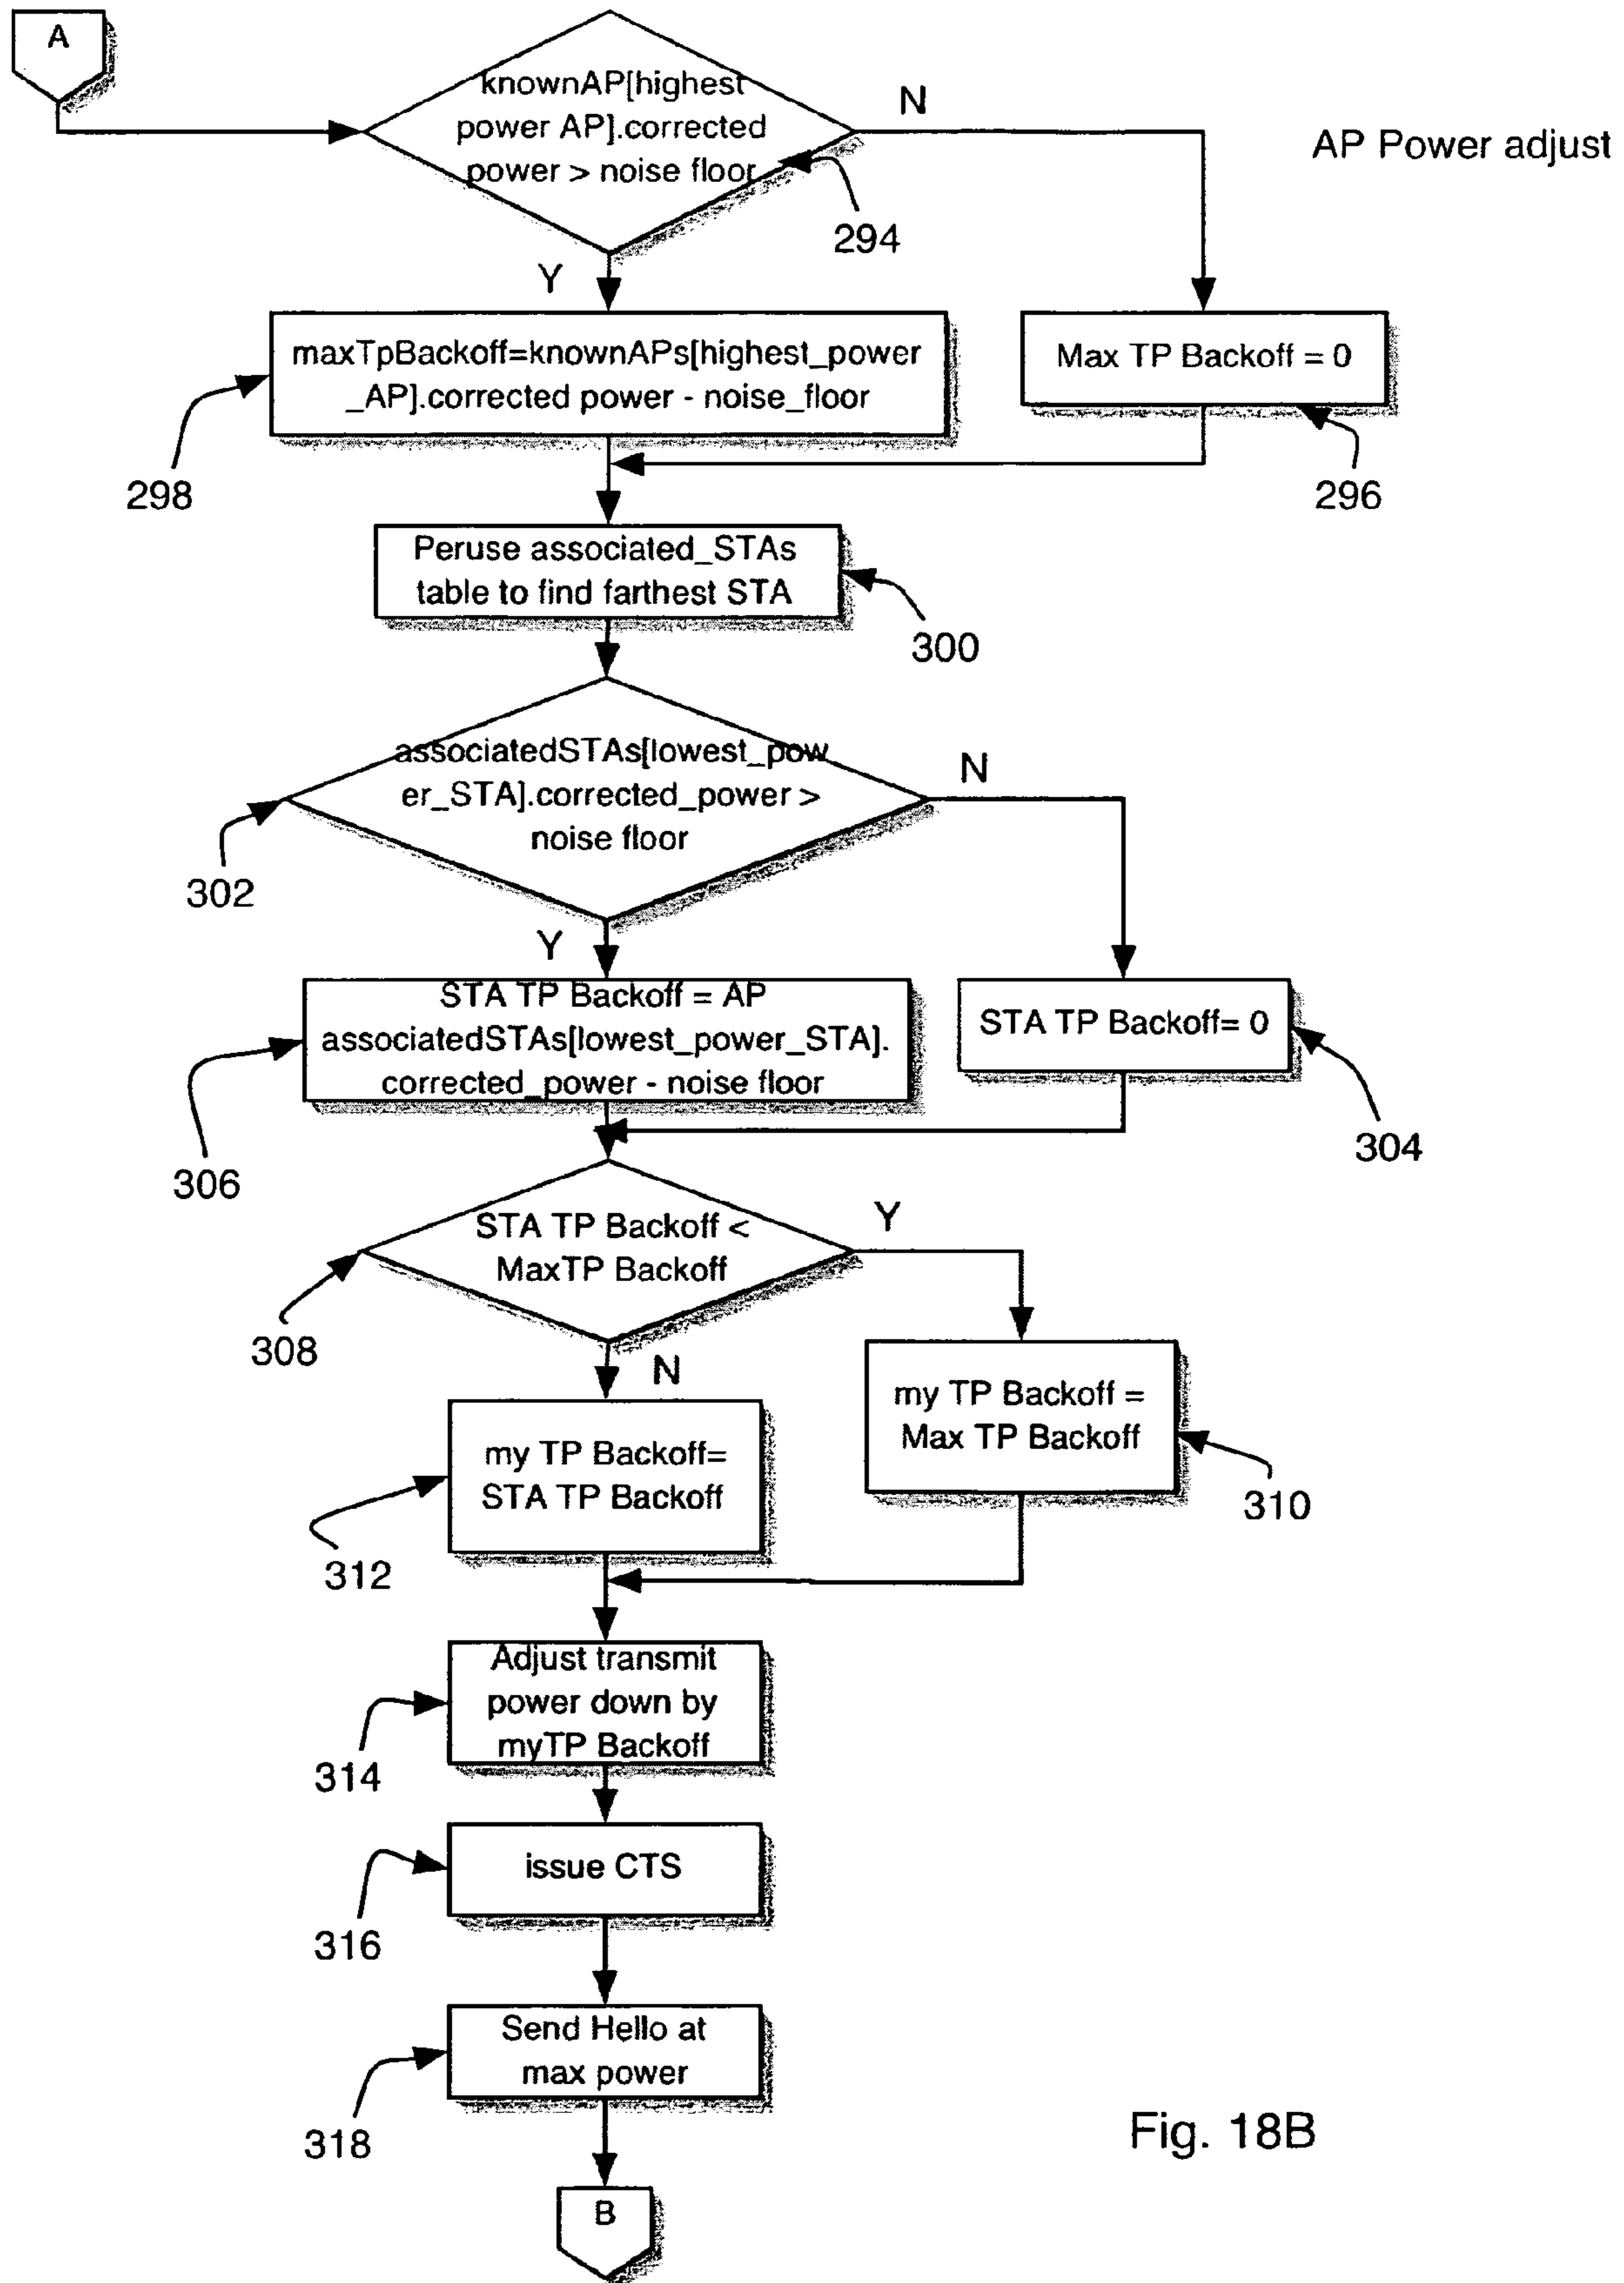 A
knownAP[highest
power AP].corrected
power > noise floor
N
AP Power adjust
294
Y
maxTpBackoff=knownAPs[highest_power
_AP].corrected power - noise_floor
Max TP Backoff = 0
298
296
Peruse associated_STAs
table to find farthest STA
300
associatedSTAs[lowest_pow
er_STA].corrected_power >
noise floor
N
302
Y
STA TP Backoff = AP
associatedSTAs[lowest_power_STA].
corrected_power - noise floor
STA TP Backoff= 0
304
306
STA TP Backoff <
MaxTP Backoff
Y
308
N
my TP Backoff =
Max TP Backoff
my TP Backoff=
STA TP Backoff
310
312
Adjust transmit
power down by
myTP Backoff
314
issue CTS
316
Send Hello at
max power
318
Fig. 18B
B